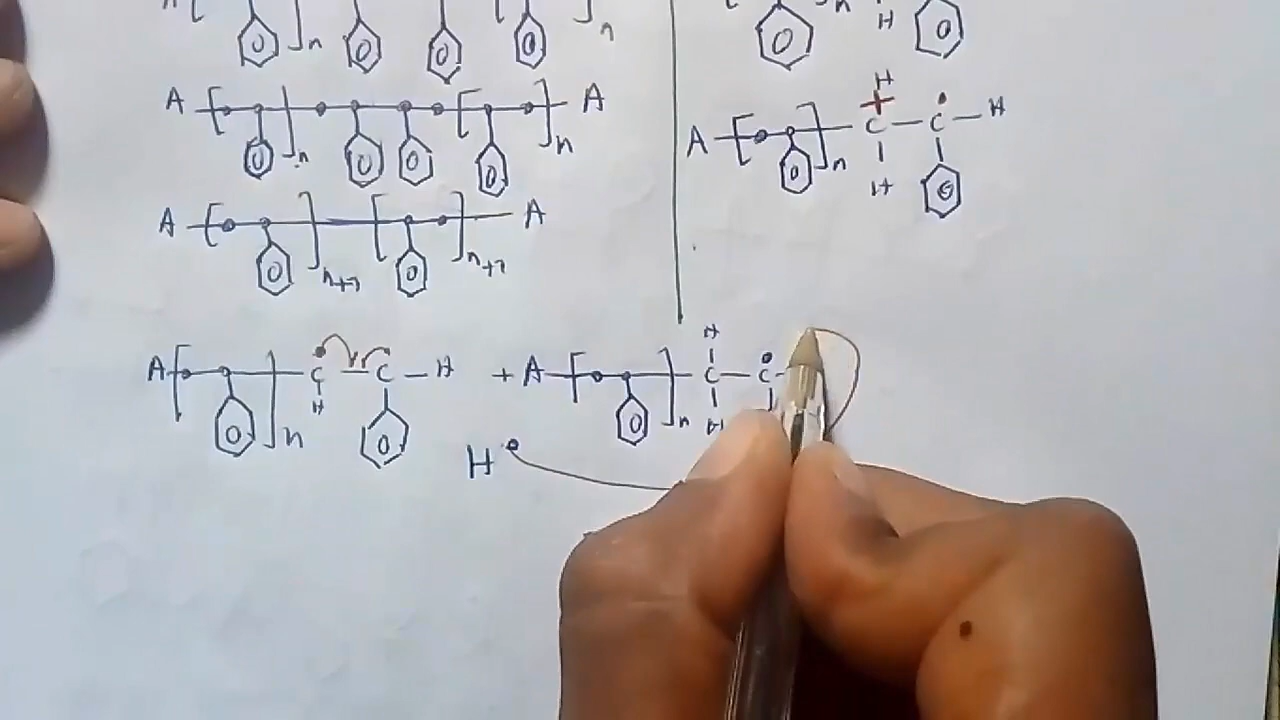 n n
n H
H
A n n A
A n C C H
H
A n+1 n+1 A
H
A n C C H + A n C C
H H
H